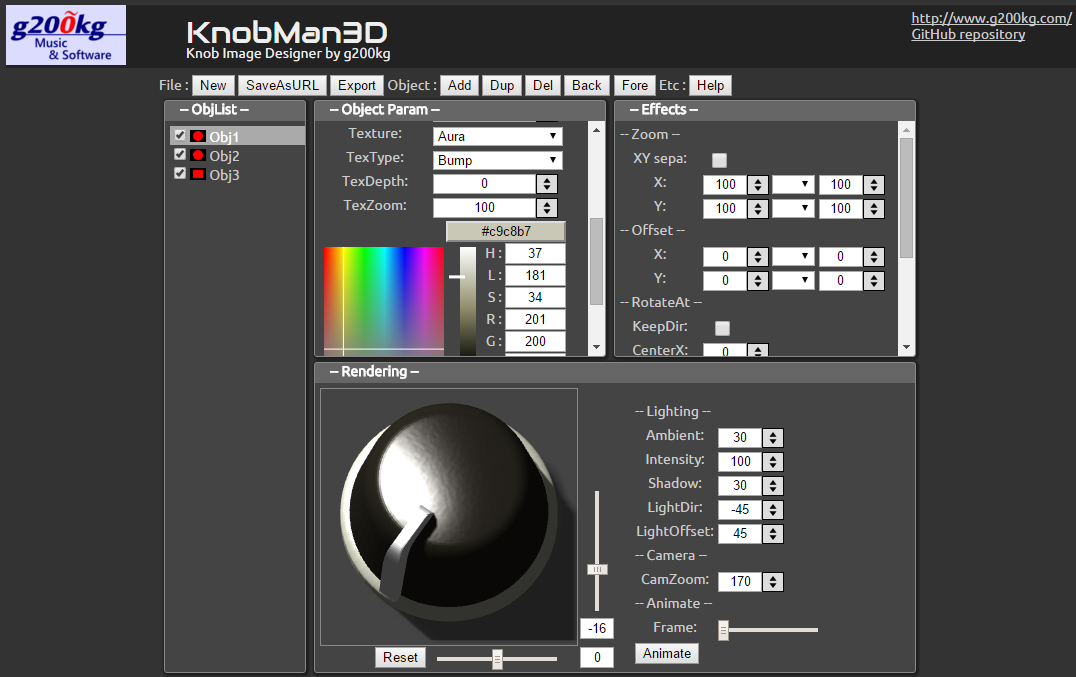 g200kg
Music
& Software
KnobMan3D
Knob Image Designer by g200kg
http://www.g200kg.com/
GitHub repository
File : New SaveAsURL Export Object : Add Dup Del Back Fore Etc : Help
-- ObjList --
Obj1
Obj2
Obj3
-- Object Param --
Texture: Aura
TexType: Bump
TexDepth: 0
TexZoom: 100
#c9c8b7
H : 37
L : 181
S : 34
R : 201
G : 200
-- Effects --
-- Zoom --
XY sepa:
X: 100 100
Y: 100 100
-- Offset --
X: 0 0
Y: 0 0
-- RotateAt --
KeepDir:
CenterX: 0
-- Rendering --
-16
Reset 0
-- Lighting --
Ambient: 30
Intensity: 100
Shadow: 30
LightDir: -45
LightOffset: 45
-- Camera --
CamZoom: 170
-- Animate --
Frame:
Animate